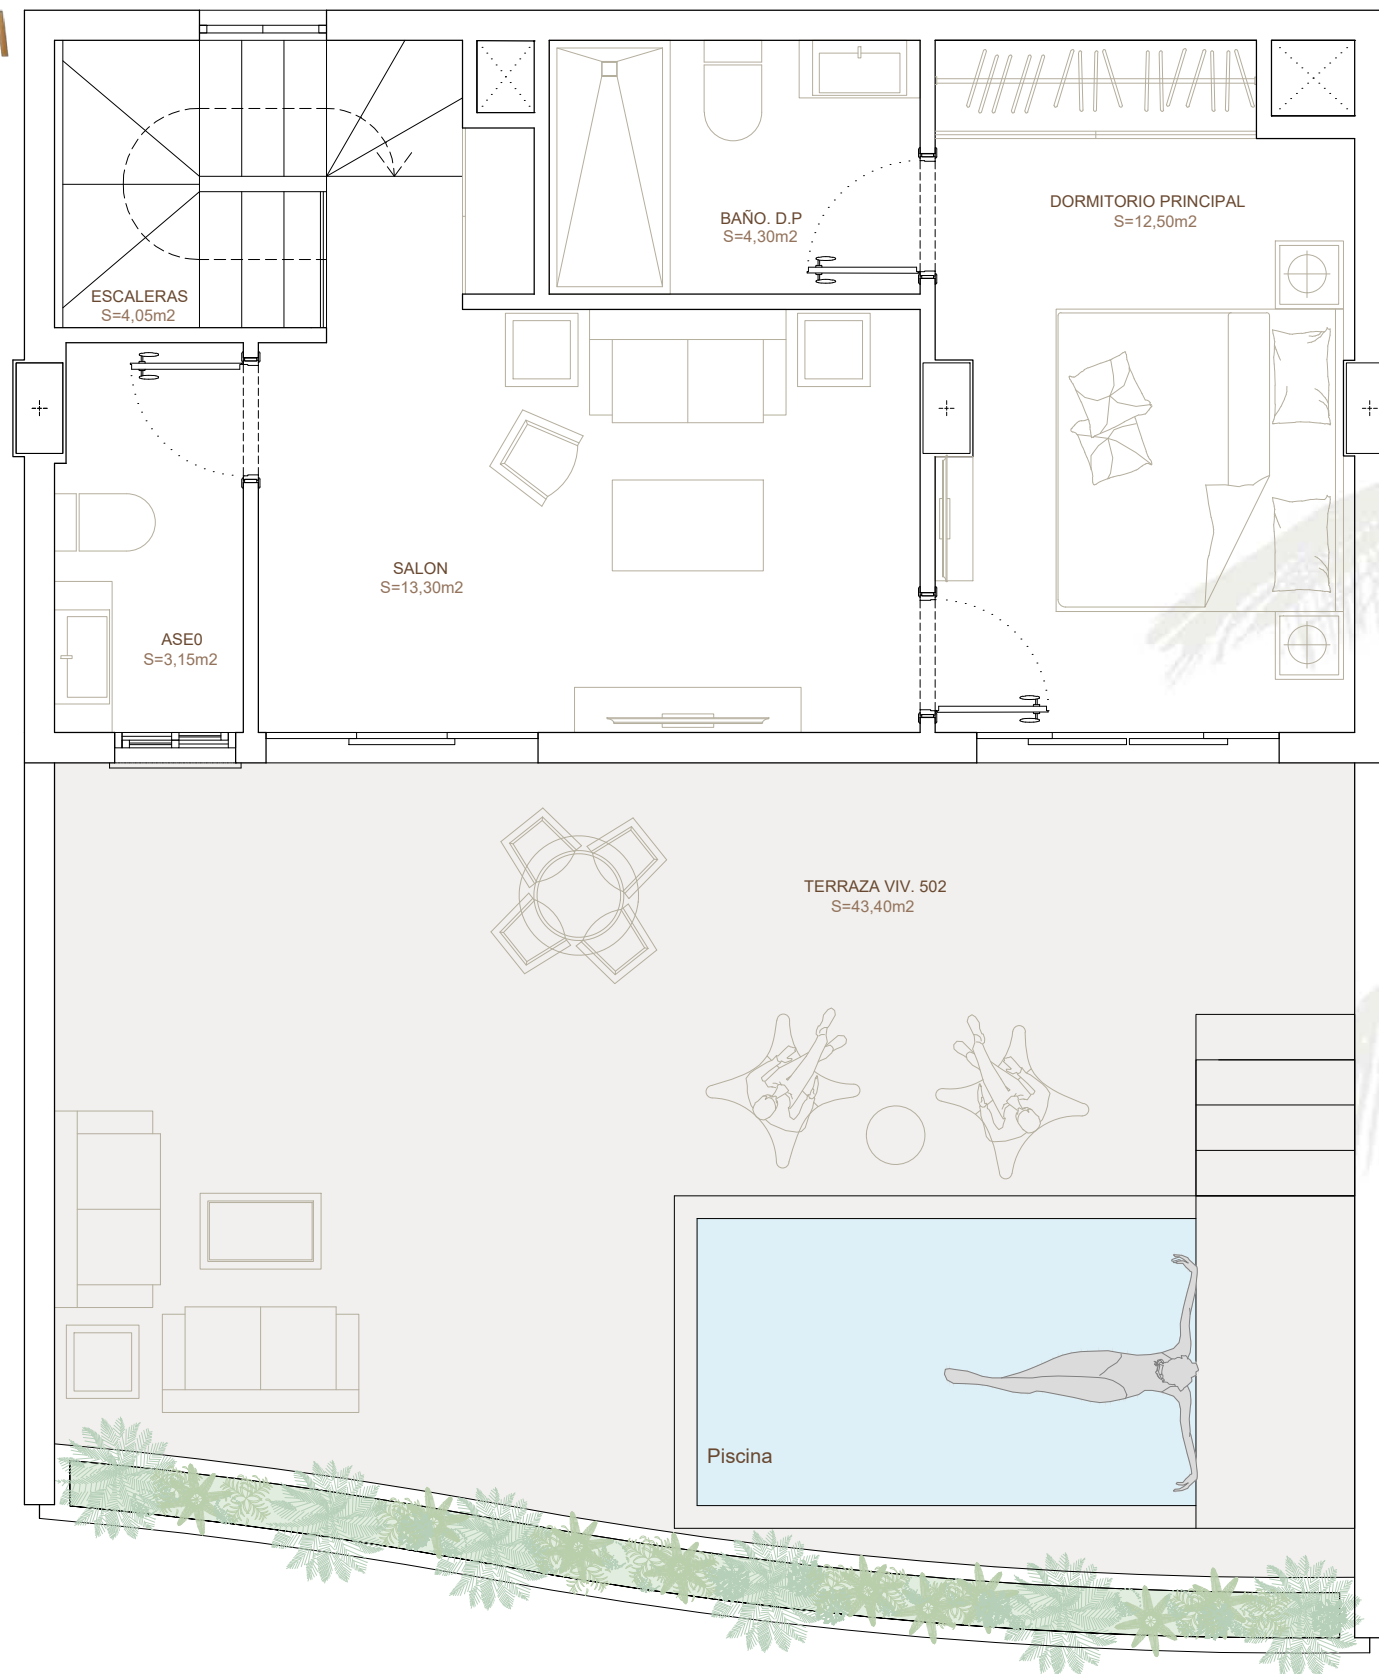 BAÑO. D.P
S=4,30m2
DORMITORIO PRINCIPAL
S=12,50m2
ESCALERAS
S=4,05m2
SALON
S=13,30m2
ASE0
S=3,15m2
TERRAZA VIV. 502
S=43,40m2
Piscina